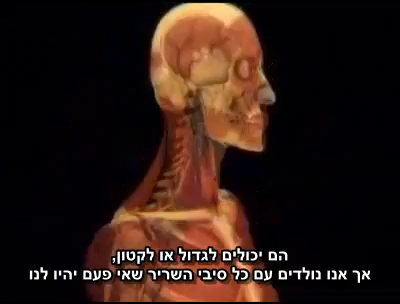 הם יכולים לגדול או לקטון,
אך אנו נולדים עם כל סיבי השריר שאי פעם יהיו לנו